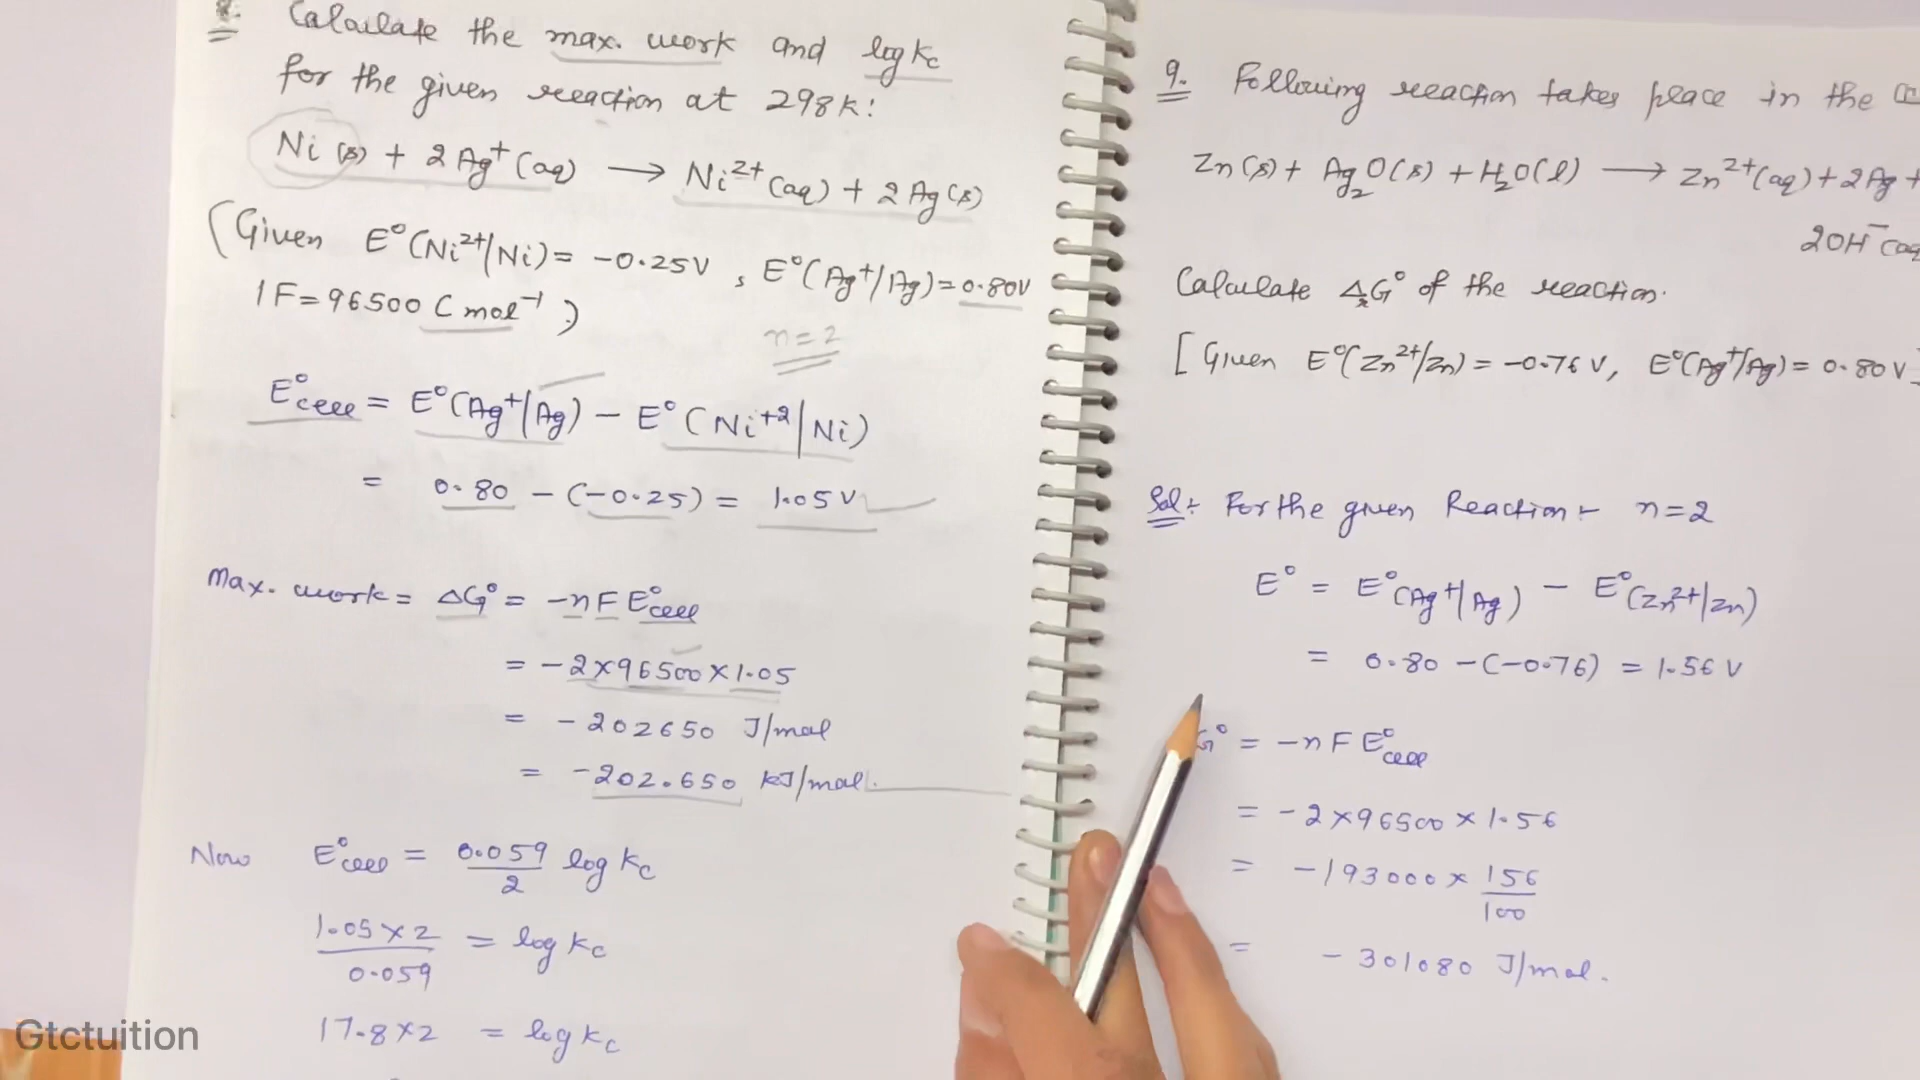 8. Calculate the max. work and log Kc
for the given reaction at 298K:
Ni(s) + 2Ag⁺(aq) → Ni²⁺(aq) + 2Ag(s)
(Given E°(Ni²⁺/Ni) = -0.25V, E°(Ag⁺/Ag) = 0.80V
1F = 96500 C mol⁻¹)
n=2
E°cell = E°(Ag⁺/Ag) - E°(Ni⁺²/Ni)
= 0.80 - (-0.25) = 1.05 V
Max. work = ΔG° = -nFE°cell
= -2×96500×1.05
= -202650 J/mol
= -202.650 kJ/mol.
Now E°cell = 0.059/2 log Kc
1.05×2/0.059 = log Kc
17.8×2 = log Kc
9. Following reaction takes place in the
Zn(s) + Ag₂O(s) + H₂O(l) → Zn²⁺(aq) + 2Ag +
2OH⁻(aq
Calculate ΔrG° of the reaction.
[Given E°(Zn²⁺/Zn) = -0.76 V, E°(Ag⁺/Ag) = 0.80 V]
Sol:- For the given Reaction:- n=2
E° = E°(Ag⁺/Ag) - E°(Zn²⁺/Zn)
= 0.80 - (-0.76) = 1.56 V
G° = -nFE°cell
= -2×96500×1.56
= -193000×156/100
= -301080 J/mol.
Gtctuition